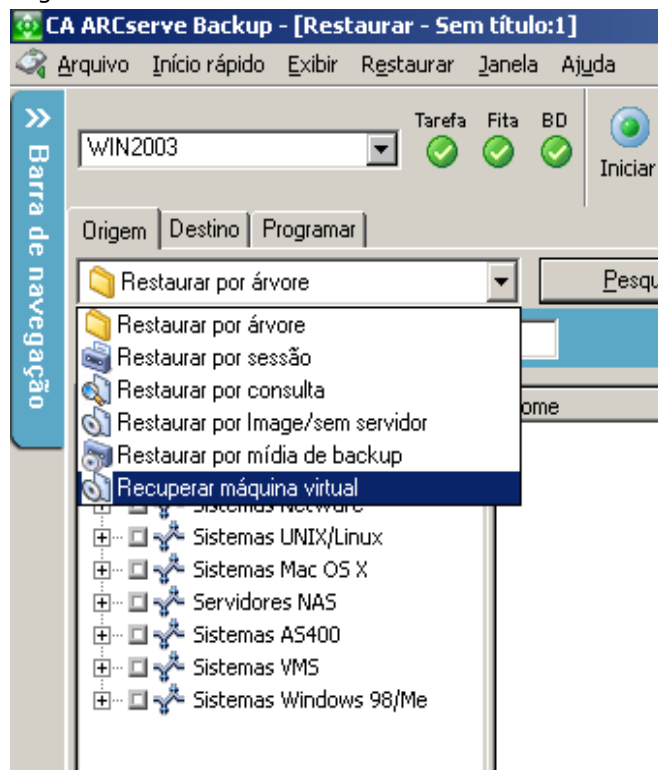 CA ARCserve Backup - [Restaurar - Sem título:1]
Arquivo Início rápido Exibir Restaurar Janela Ajuda
Barra de navegação
Tarefa Fita BD
WIN2003
Iniciar
Origem Destino Programar
Restaurar por árvore
Restaurar por árvore
Restaurar por sessão
Restaurar por consulta
Restaurar por Image/sem servidor
ome
Restaurar por mídia de backup
Recuperar máquina virtual
Sistemas UNIX/Linux
Sistemas Mac OS X
Servidores NAS
Sistemas AS400
Sistemas VMS
Sistemas Windows 98/Me